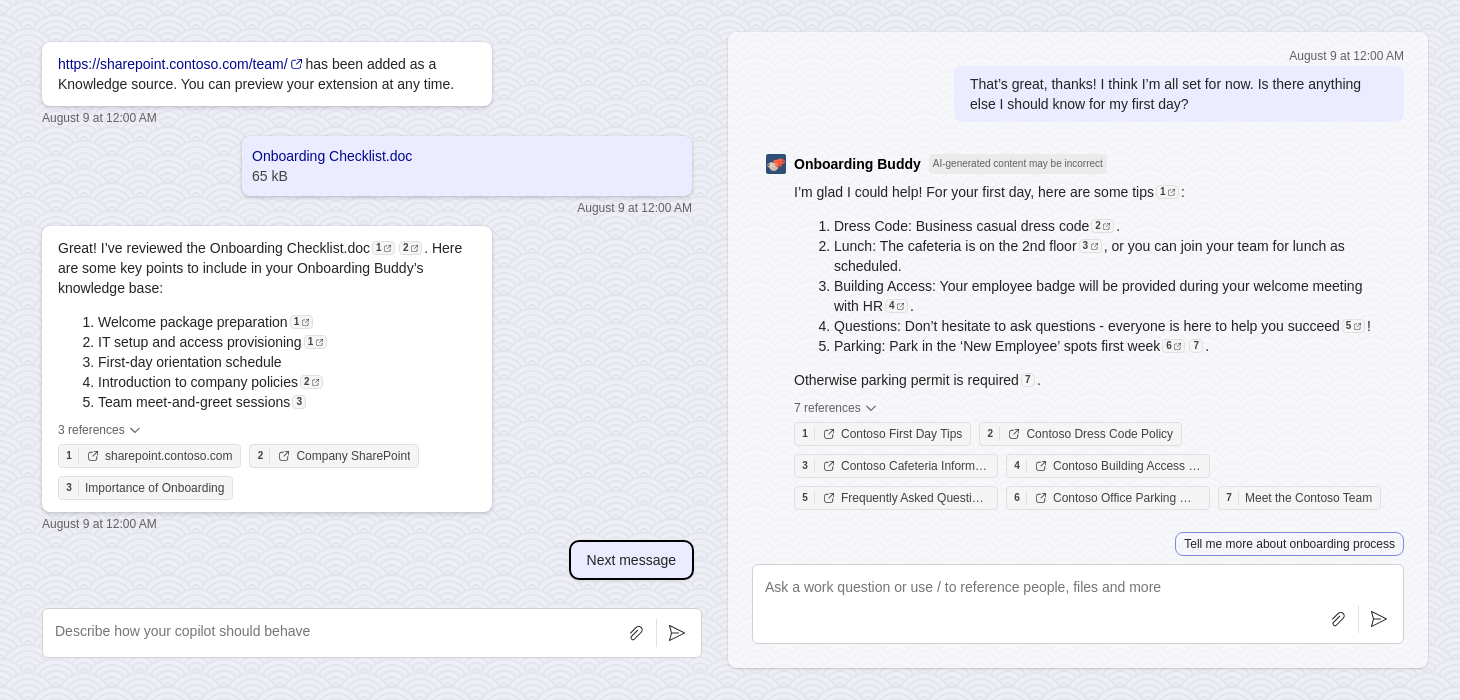 https://sharepoint.contoso.com/team/ has been added as a
Knowledge source. You can preview your extension at any time.
August 9 at 12:00 AM
Onboarding Checklist.doc
65 kB
August 9 at 12:00 AM
Great! I’ve reviewed the Onboarding Checklist.doc 1 2 . Here
are some key points to include in your Onboarding Buddy’s
knowledge base:
1. Welcome package preparation 1
2. IT setup and access provisioning 1
3. First-day orientation schedule
4. Introduction to company policies 2
5. Team meet-and-greet sessions 3
3 references
1 sharepoint.contoso.com 2 Company SharePoint
3 Importance of Onboarding
August 9 at 12:00 AM
Next message
Describe how your copilot should behave
August 9 at 12:00 AM
That’s great, thanks! I think I’m all set for now. Is there anything
else I should know for my first day?
Onboarding Buddy AI-generated content may be incorrect
I’m glad I could help! For your first day, here are some tips 1 :
1. Dress Code: Business casual dress code 2 .
2. Lunch: The cafeteria is on the 2nd floor 3 , or you can join your team for lunch as
scheduled.
3. Building Access: Your employee badge will be provided during your welcome meeting
with HR 4 .
4. Questions: Don’t hesitate to ask questions - everyone is here to help you succeed 5 !
5. Parking: Park in the ‘New Employee’ spots first week 6 7 .
Otherwise parking permit is required 7 .
7 references
1 Contoso First Day Tips 2 Contoso Dress Code Policy
3 Contoso Cafeteria Inform… 4 Contoso Building Access …
5 Frequently Asked Questi… 6 Contoso Office Parking … 7 Meet the Contoso Team
Tell me more about onboarding process
Ask a work question or use / to reference people, files and more